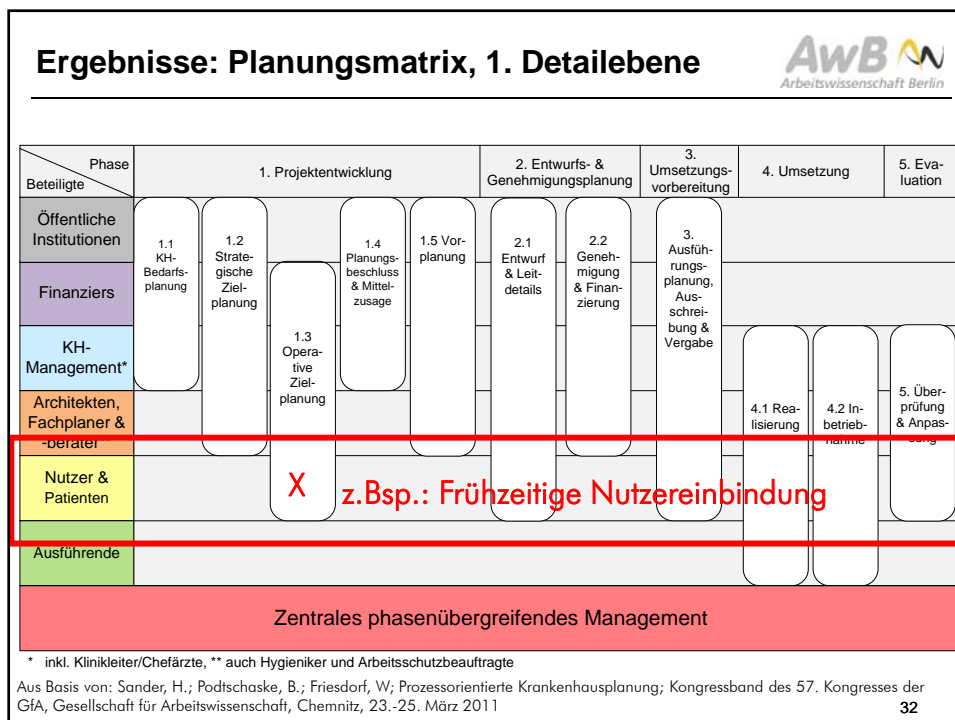 Ergebnisse: Planungsmatrix, 1. Detailebene
AwB
Arbeitswissenschaft Berlin
Phase
Beteiligte
1. Projektentwicklung
2. Entwurfs- &
Genehmigungsplanung
3.
Umsetzungs-
vorbereitung
4. Umsetzung
5. Eva-
luation
Öffentliche
Institutionen
Finanziers
KH-
Management*
Architekten,
Fachplaner &
-berater
Nutzer &
Patienten
Ausführende
1.1
KH-
Bedarfs-
planung
1.2
Strate-
gische
Ziel-
planung
1.3
Opera-
tive
Ziel-
planung
1.4
Planungs-
beschluss
& Mittel-
zusage
1.5 Vor-
planung
2.1
Entwurf
& Leit-
details
2.2
Geneh-
migung
& Finan-
zierung
3.
Ausfüh-
rungs-
planung,
Aus-
schrei-
bung &
Vergabe
4.1 Rea-
lisierung
4.2 In-
betrieb-
nahme
5. Über-
prüfung
& Anpas-
sung
X
z.Bsp.: Frühzeitige Nutzereinbindung
Zentrales phasenübergreifendes Management
* inkl. Klinikleiter/Chefärzte, ** auch Hygieniker und Arbeitsschutzbeauftragte
Aus Basis von: Sander, H.; Podtschaske, B.; Friesdorf, W; Prozessorientierte Krankenhausplanung; Kongressband des 57. Kongresses der
GfA, Gesellschaft für Arbeitswissenschaft, Chemnitz, 23.-25. März 2011
32